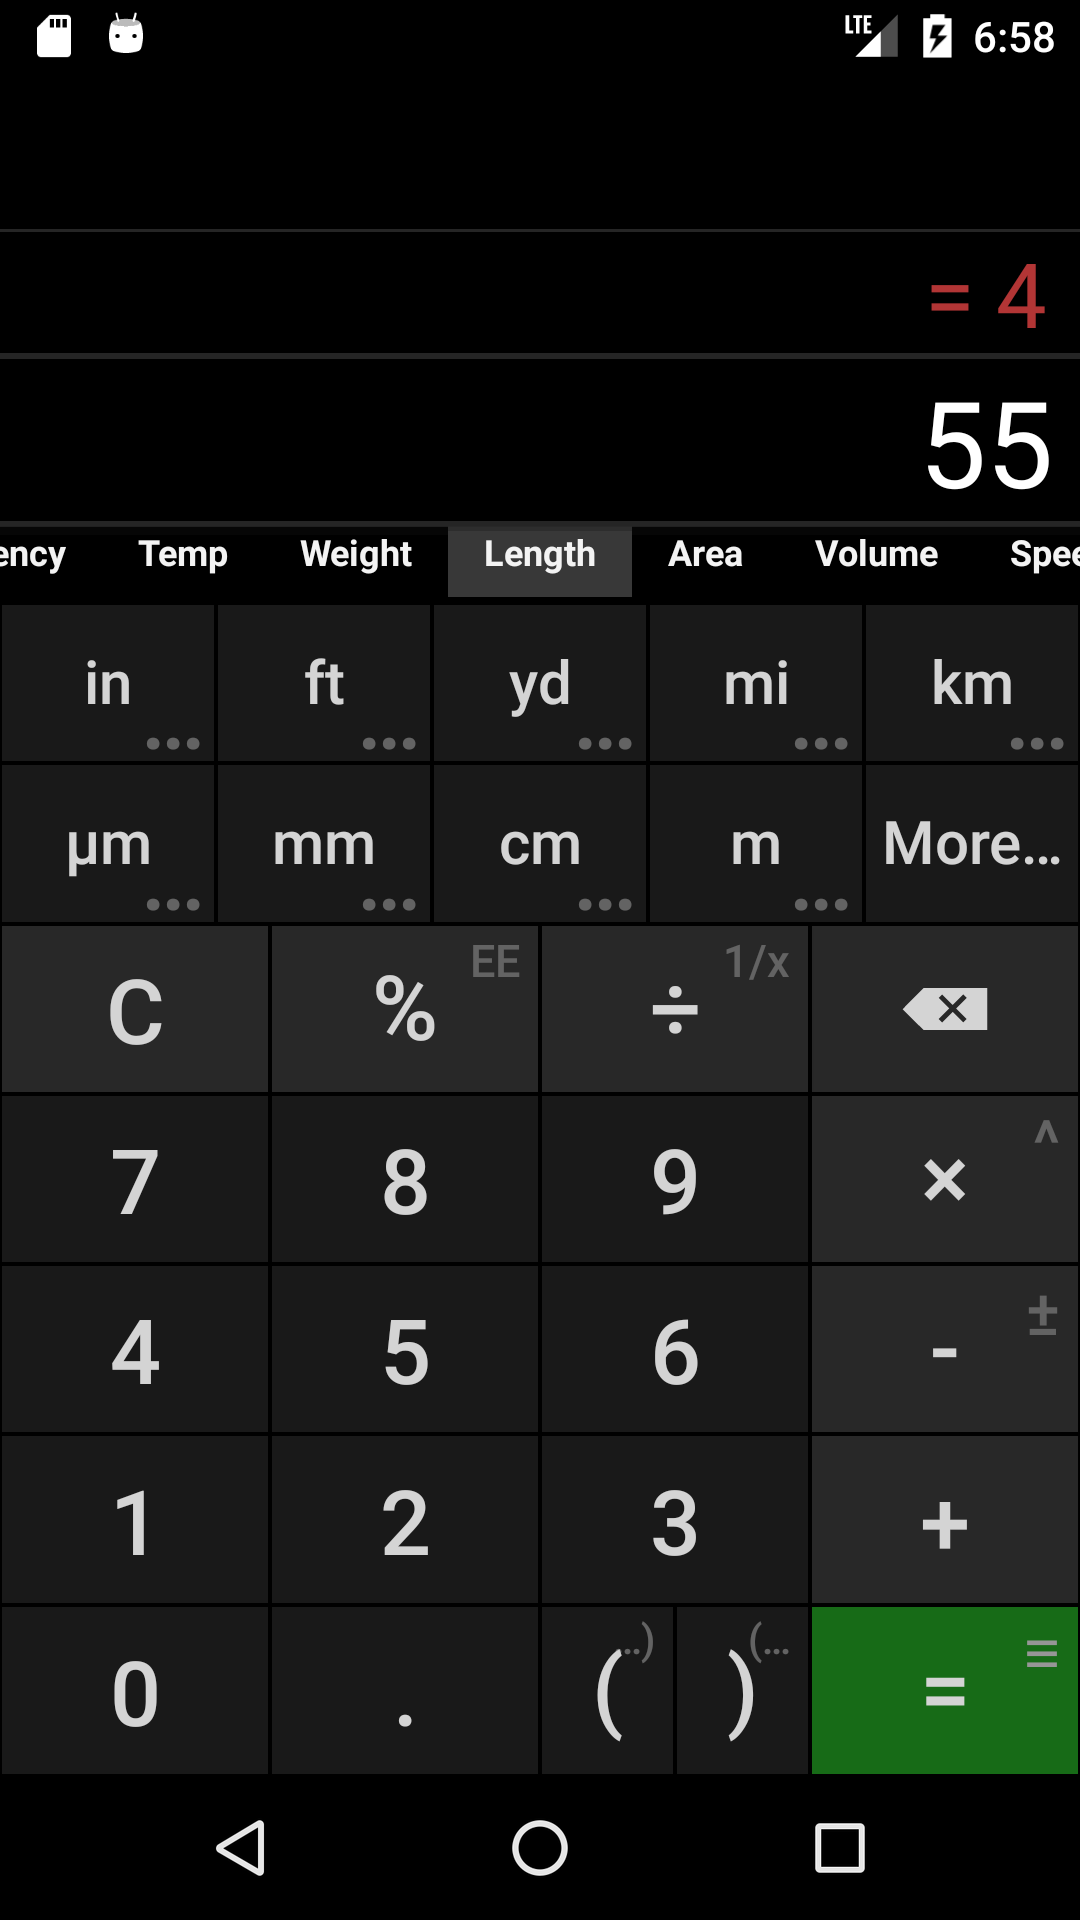 LTE 6:58
= 4
55
ency Temp Weight Length Area Volume Spee
in ft yd mi km
µm mm cm m More...
C % EE ÷ 1/x
7 8 9 × ^
4 5 6 - ±
1 2 3 +
0 . ( ..) ) (... =